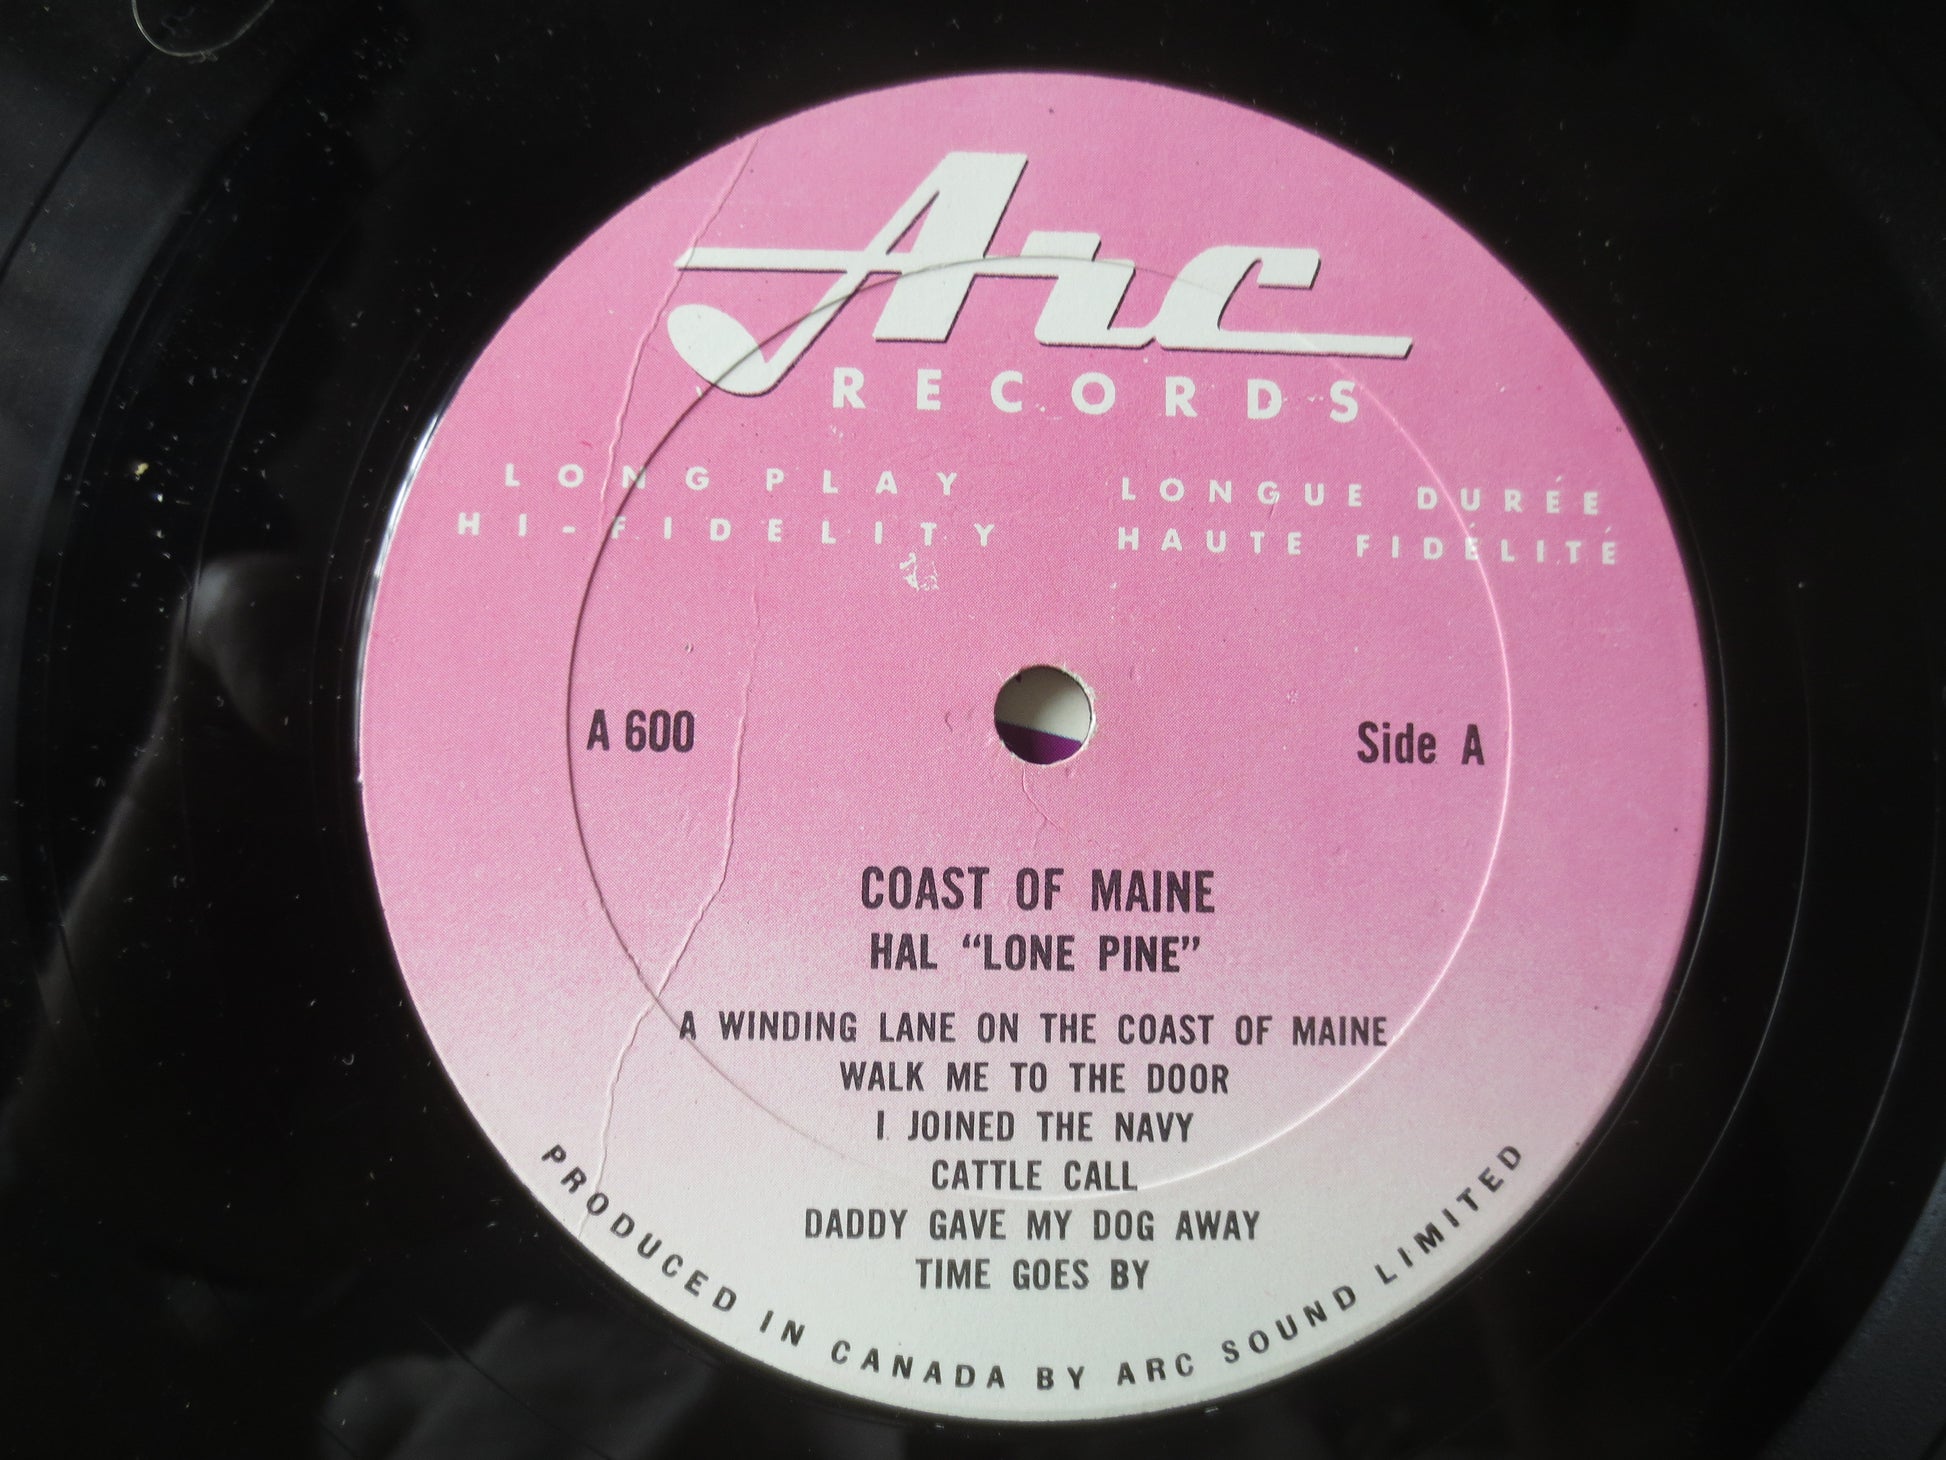 Arc
RECORDS
LONG PLAY LONGUE DURÉE
HI-FIDELITY HAUTE FIDÉLITÉ
A 600 Side A
COAST OF MAINE
HAL “LONE PINE”
A WINDING LANE ON THE COAST OF MAINE
WALK ME TO THE DOOR
I JOINED THE NAVY
CATTLE CALL
DADDY GAVE MY DOG AWAY
TIME GOES BY
PRODUCED IN CANADA BY ARC SOUND LIMITED